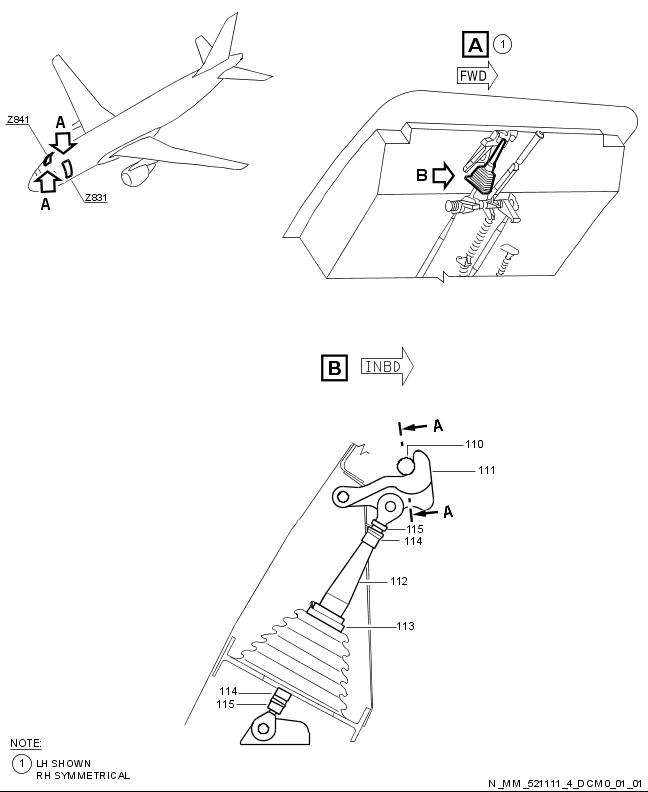 A 1
FWD
Z841
A
B
A
Z831
B INBD
A
110
111
A
115
114
112
113
114
115
NOTE:
1 LH SHOWN
RH SYMMETRICAL
N_MM_521111_4_DCM0_01_01